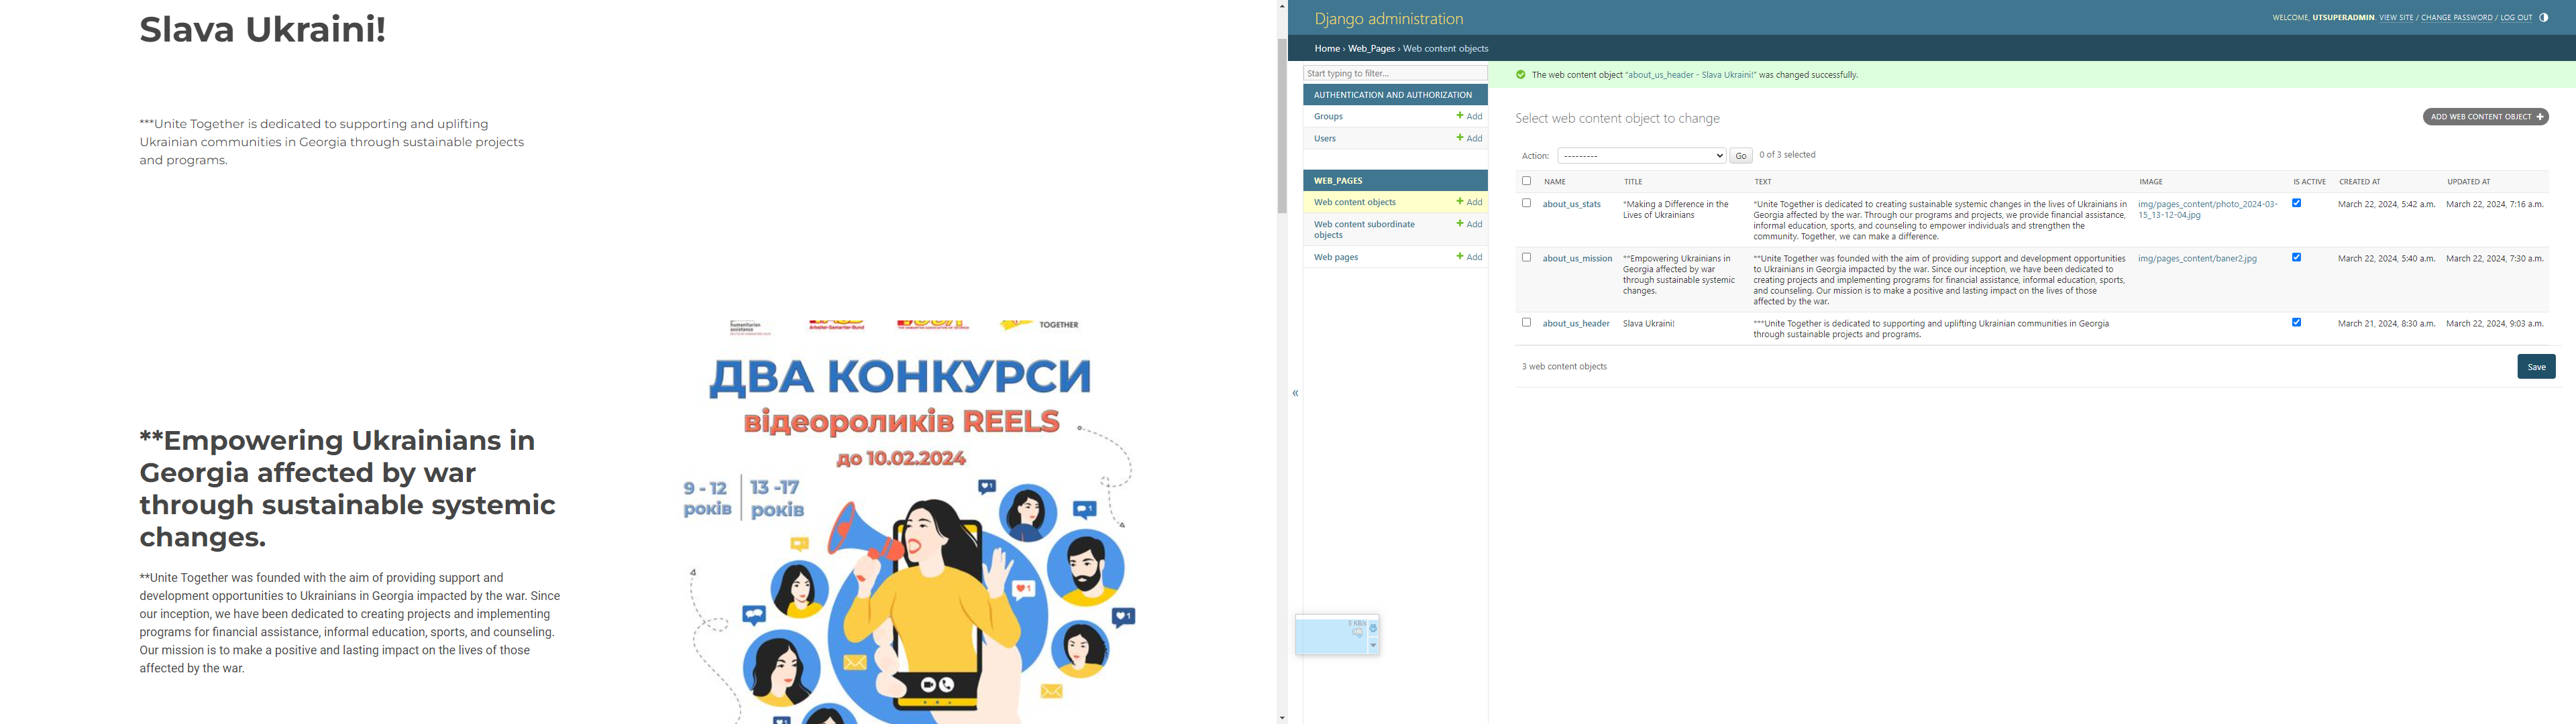 Slava Ukraini!
***Unite Together is dedicated to supporting and uplifting
Ukrainian communities in Georgia through sustainable projects
and programs.
humanitarian
assistance
Arbeiter-Samariter-Bund
TOGETHER
ДВА КОНКУРСИ
відеороликів REELS
до 10.02.2024
9 - 12
років
13 -17
років
**Empowering Ukrainians in
Georgia affected by war
through sustainable systemic
changes.
**Unite Together was founded with the aim of providing support and
development opportunities to Ukrainians in Georgia impacted by the war. Since
our inception, we have been dedicated to creating projects and implementing
programs for financial assistance, informal education, sports, and counseling.
Our mission is to make a positive and lasting impact on the lives of those
affected by the war.
Django administration
WELCOME, UTSUPERADMIN. VIEW SITE / CHANGE PASSWORD / LOG OUT
Home › Web_Pages › Web content objects
Start typing to filter...
AUTHENTICATION AND AUTHORIZATION
Groups + Add
Users + Add
WEB_PAGES
Web content objects + Add
Web content subordinate
objects + Add
Web pages + Add
«
5 KB/s
The web content object “about_us_header - Slava Ukraini!” was changed successfully.
Select web content object to change
ADD WEB CONTENT OBJECT +
Action: --------- Go 0 of 3 selected
NAME TITLE TEXT IMAGE IS ACTIVE CREATED AT UPDATED AT
about_us_stats
*Making a Difference in the
Lives of Ukrainians
*Unite Together is dedicated to creating sustainable systemic changes in the lives of Ukrainians in
Georgia affected by the war. Through our programs and projects, we provide financial assistance,
informal education, sports, and counseling to empower individuals and strengthen the
community. Together, we can make a difference.
img/pages_content/photo_2024-03-
15_13-12-04.jpg
March 22, 2024, 5:42 a.m. March 22, 2024, 7:16 a.m.
about_us_mission
**Empowering Ukrainians in
Georgia affected by war
through sustainable systemic
changes.
**Unite Together was founded with the aim of providing support and development opportunities
to Ukrainians in Georgia impacted by the war. Since our inception, we have been dedicated to
creating projects and implementing programs for financial assistance, informal education, sports,
and counseling. Our mission is to make a positive and lasting impact on the lives of those
affected by the war.
img/pages_content/baner2.jpg
March 22, 2024, 5:40 a.m. March 22, 2024, 7:30 a.m.
about_us_header
Slava Ukraini!
***Unite Together is dedicated to supporting and uplifting Ukrainian communities in Georgia
through sustainable projects and programs.
March 21, 2024, 8:30 a.m. March 22, 2024, 9:03 a.m.
3 web content objects
Save